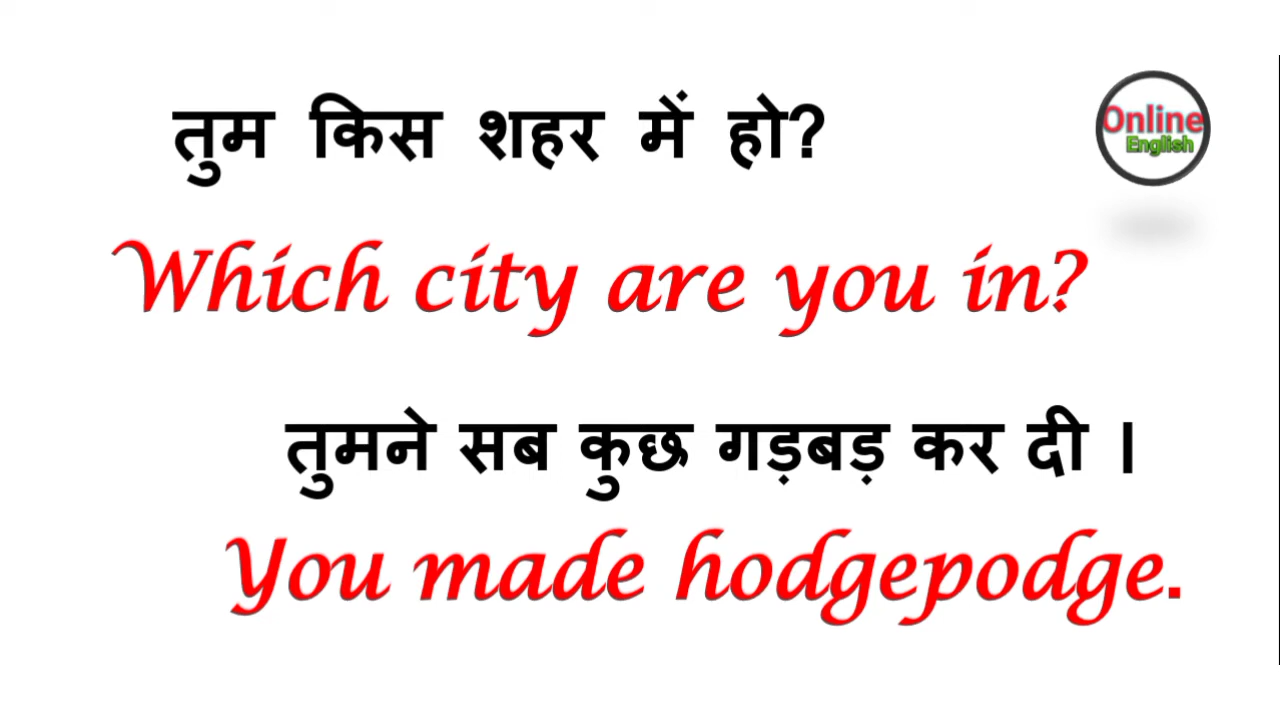 तुम किस शहर में हो?
Online
English
Which city are you in?
तुमने सब कुछ गड़बड़ कर दी ।
You made hodgepodge.